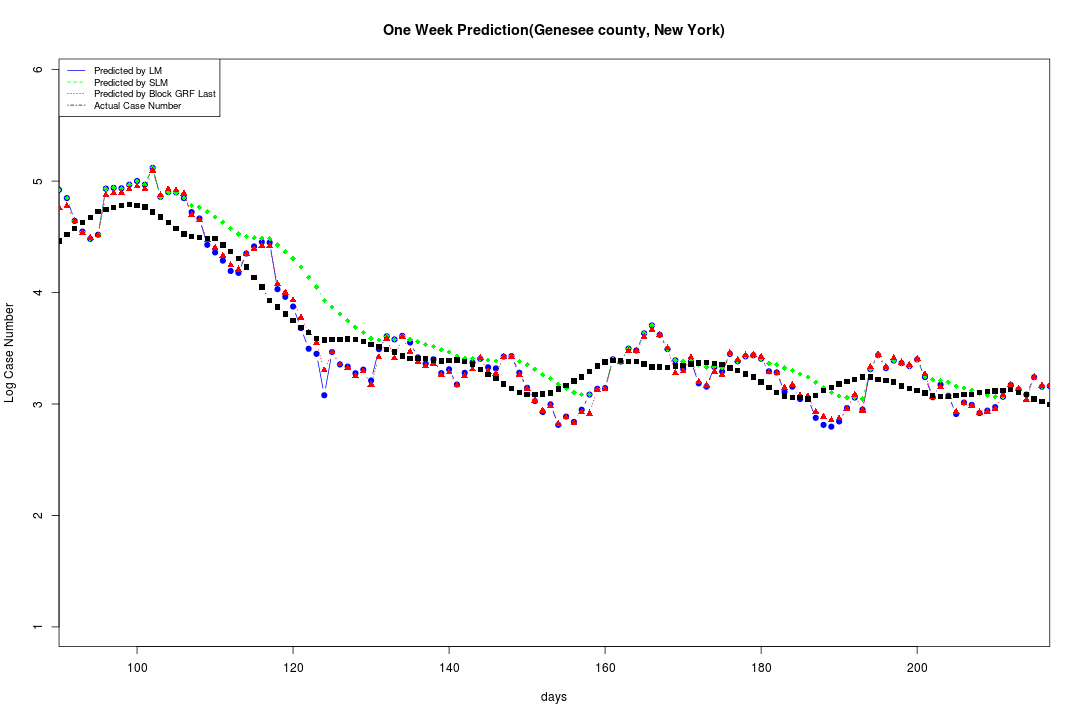 One Week Prediction(Genesee county, New York)
Predicted by LM
Predicted by SLM
Predicted by Block GRF Last
Actual Case Number
Log Case Number
6
5
4
3
2
1
100 120 140 160 180 200
days